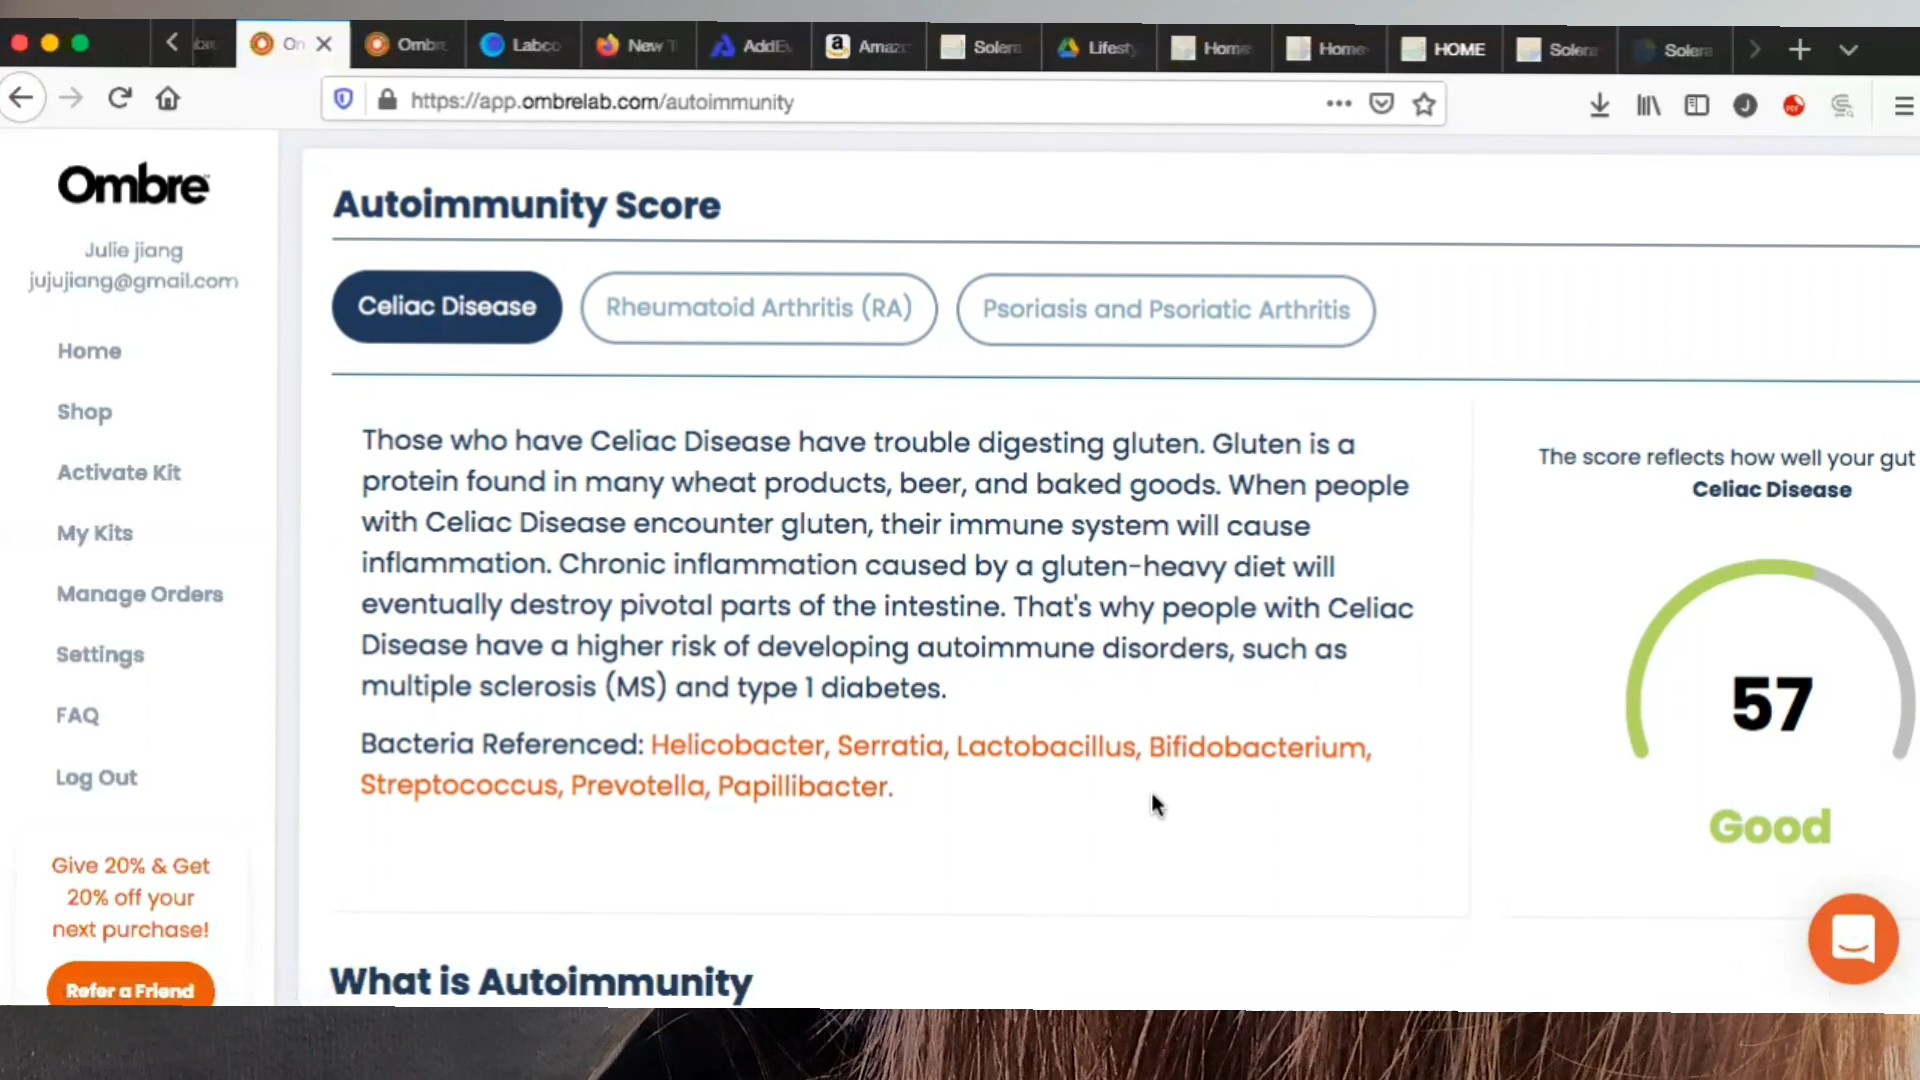 Labco
New T
HOME
https://app.ombrelab.com/autoimmunity
Ombre
Julie jiang
jujujiang@gmail.com
Home
Shop
Activate Kit
My Kits
Manage Orders
Settings
FAQ
Log Out
Give 20% & Get
20% off your
next purchase!
Refer a Friend
Autoimmunity Score
Celiac Disease
Rheumatoid Arthritis (RA)
Psoriasis and Psoriatic Arthritis
Those who have Celiac Disease have trouble digesting gluten. Gluten is a
protein found in many wheat products, beer, and baked goods. When people
with Celiac Disease encounter gluten, their immune system will cause
inflammation. Chronic inflammation caused by a gluten-heavy diet will
eventually destroy pivotal parts of the intestine. That's why people with Celiac
Disease have a higher risk of developing autoimmune disorders, such as
multiple sclerosis (MS) and type 1 diabetes.
Bacteria Referenced: Helicobacter, Serratia, Lactobacillus, Bifidobacterium,
Streptococcus, Prevotella, Papillibacter.
The score reflects how well your gut
Celiac Disease
57
Good
What is Autoimmunity